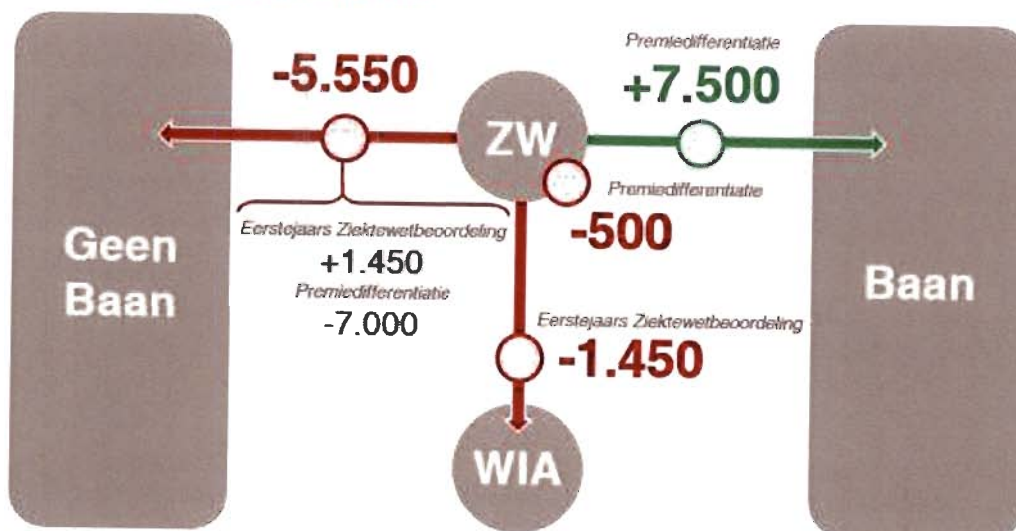 -5.550
Premiedifferentiatie
+7.500
ZW
Premiedifferentiatie
-500
Geen
Baan
Eerstejaars Ziektewetbeoordeling
+1.450
Premiedifferentiatie
-7.000
Baan
Eerstejaars Ziektewetbeoordeling
-1.450
WIA